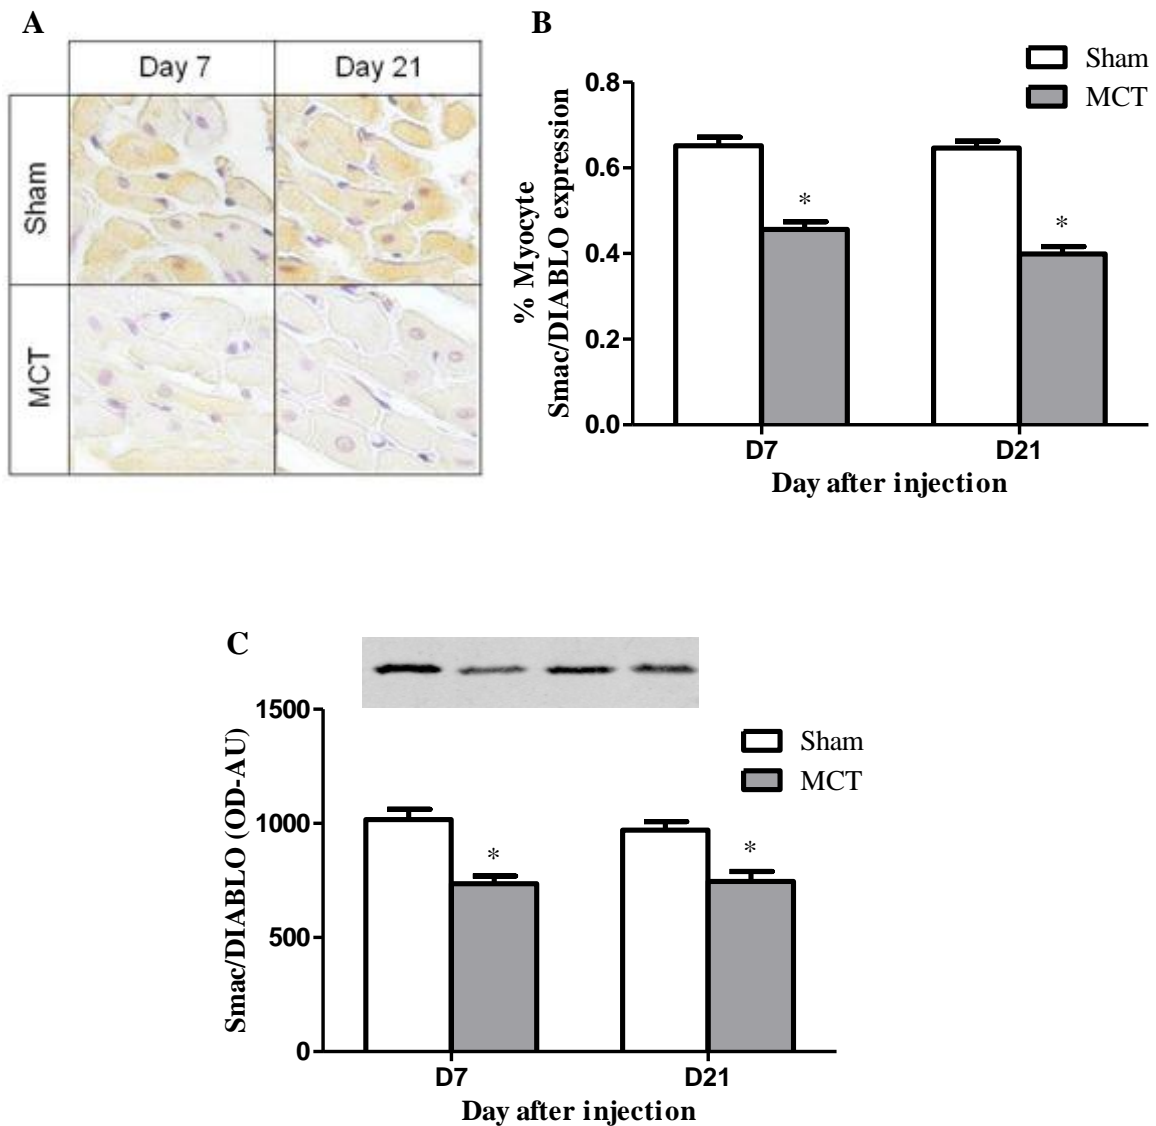 A
Day 7 Day 21
Sham
MCT
B
Sham
MCT
% Myocyte
Smac/DIABLO expression
0.8
0.6
0.4
0.2
0.0
*
*
D7 D21
Day after injection
C
Sham
MCT
Smac/DIABLO (OD-AU)
1500
1000
500
0
*
*
D7 D21
Day after injection